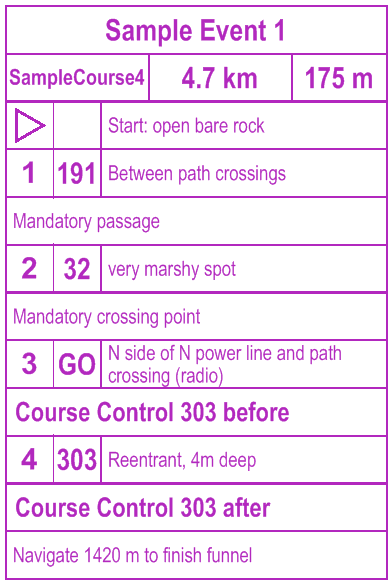 Sample Event 1
SampleCourse4 4.7 km 175 m
Start: open bare rock
1 191 Between path crossings
Mandatory passage
2 32 very marshy spot
Mandatory crossing point
3 GO N side of N power line and path
crossing (radio)
Course Control 303 before
4 303 Reentrant, 4m deep
Course Control 303 after
Navigate 1420 m to finish funnel